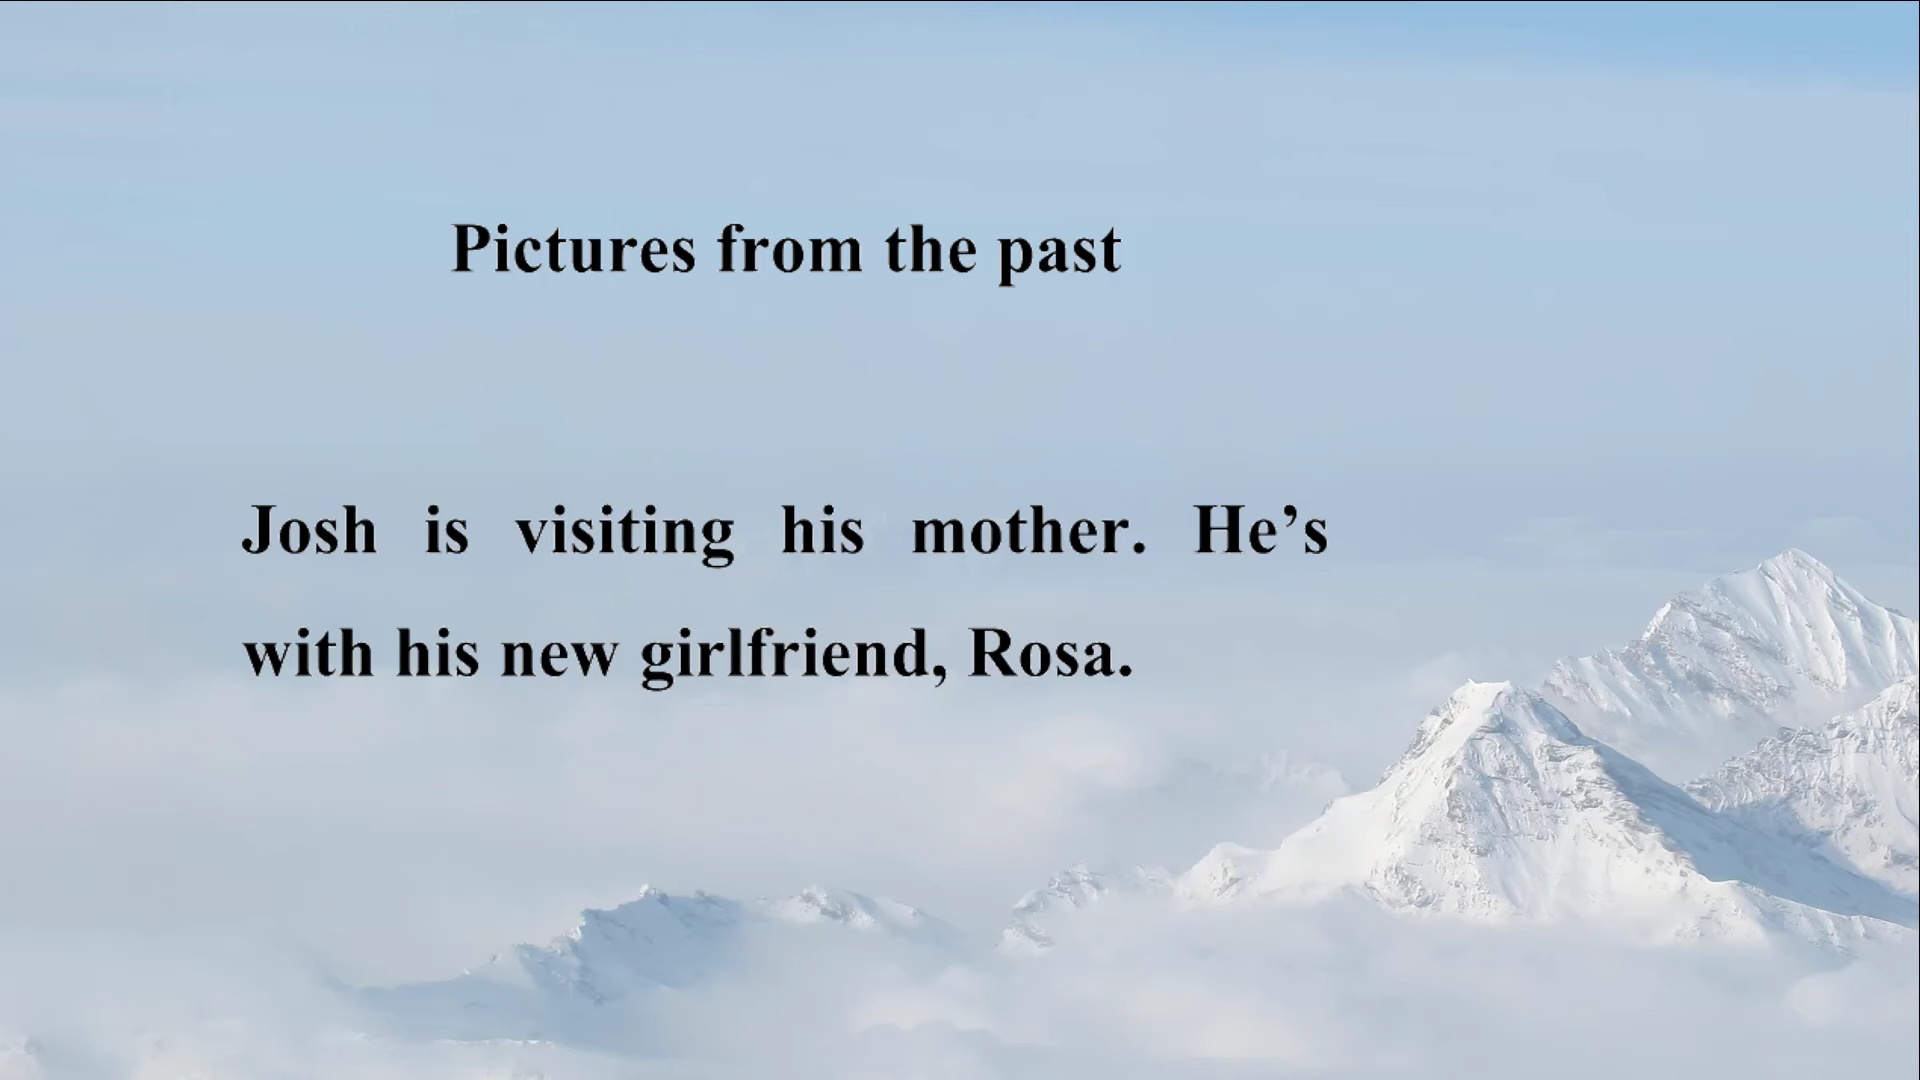 Pictures from the past
Josh is visiting his mother. He’s
with his new girlfriend, Rosa.